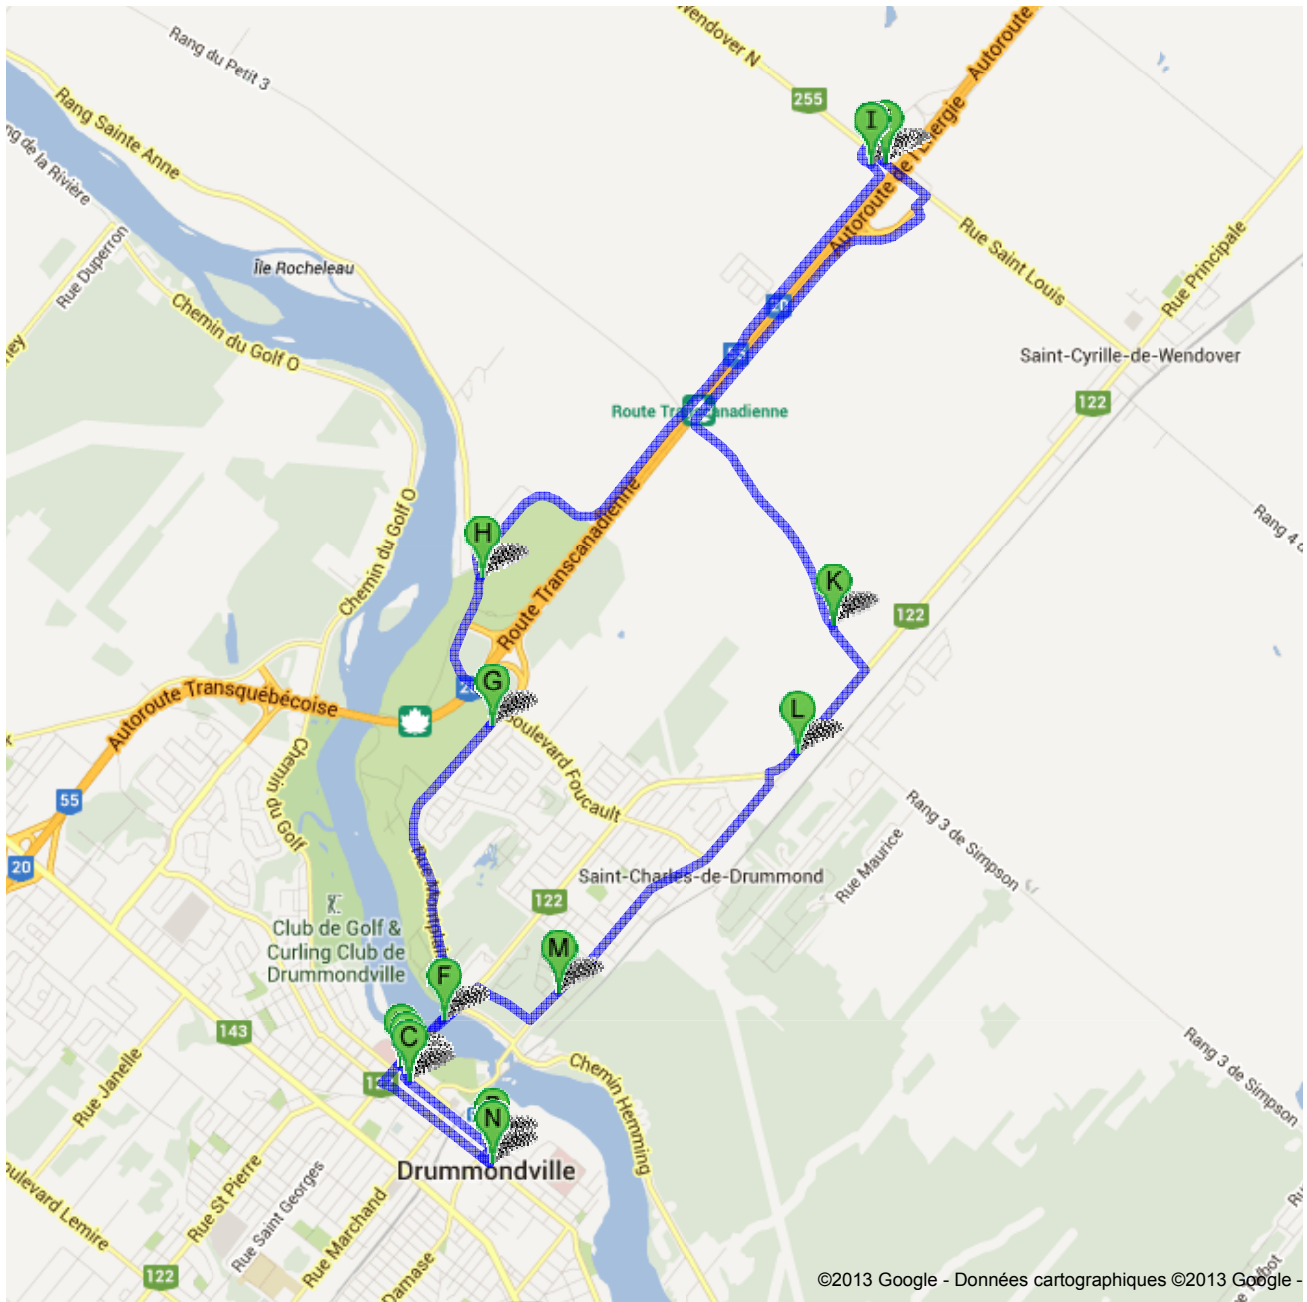 Wendover N
Autoroute
Rang du Petit 3
255
I
Autoroute de l'Énergie
Rang Sainte Anne
Rang de la Rivière
Rue Duperron
Île Rocheleau
Rue Saint Louis
Rue Principale
Chemin du Golf O
20
Saint-Cyrille-de-Wendover
122
Route Transcanadienne
Chemin du Golf O
Rang 4
H
Route Transcanadienne
K
122
G
Autoroute Transquébécoise
L
Boulevard Foucault
Chemin du Golf
55
20
Rang 3 de Simpson
Rue Maurice
Saint-Charles-de-Drummond
122
Club de Golf &
Curling Club de
Drummondville
M
F
143
C
Rue Janelle
Chemin Hemming
Rang 3 de Simpson
N
Drummondville
Boulevard Lemire
Rue St Pierre
Rue Saint Georges
Rue Marchand
Damase
122
©2013 Google - Données cartographiques ©2013 Google -